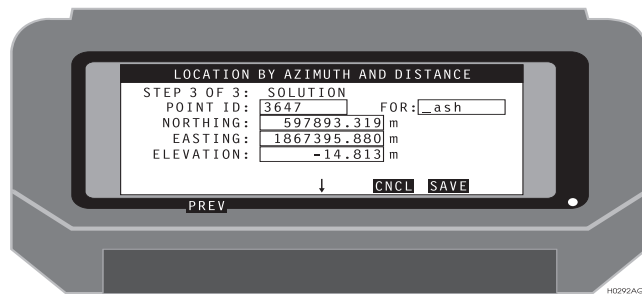 LOCATION BY AZIMUTH AND DISTANCE
STEP 3 OF 3: SOLUTION
POINT ID: 3647 FOR: _ash
NORTHING: 597893.319 m
EASTING: 1867395.880 m
ELEVATION: -14.813 m
↓ CNCL SAVE
PREV
H0292AG